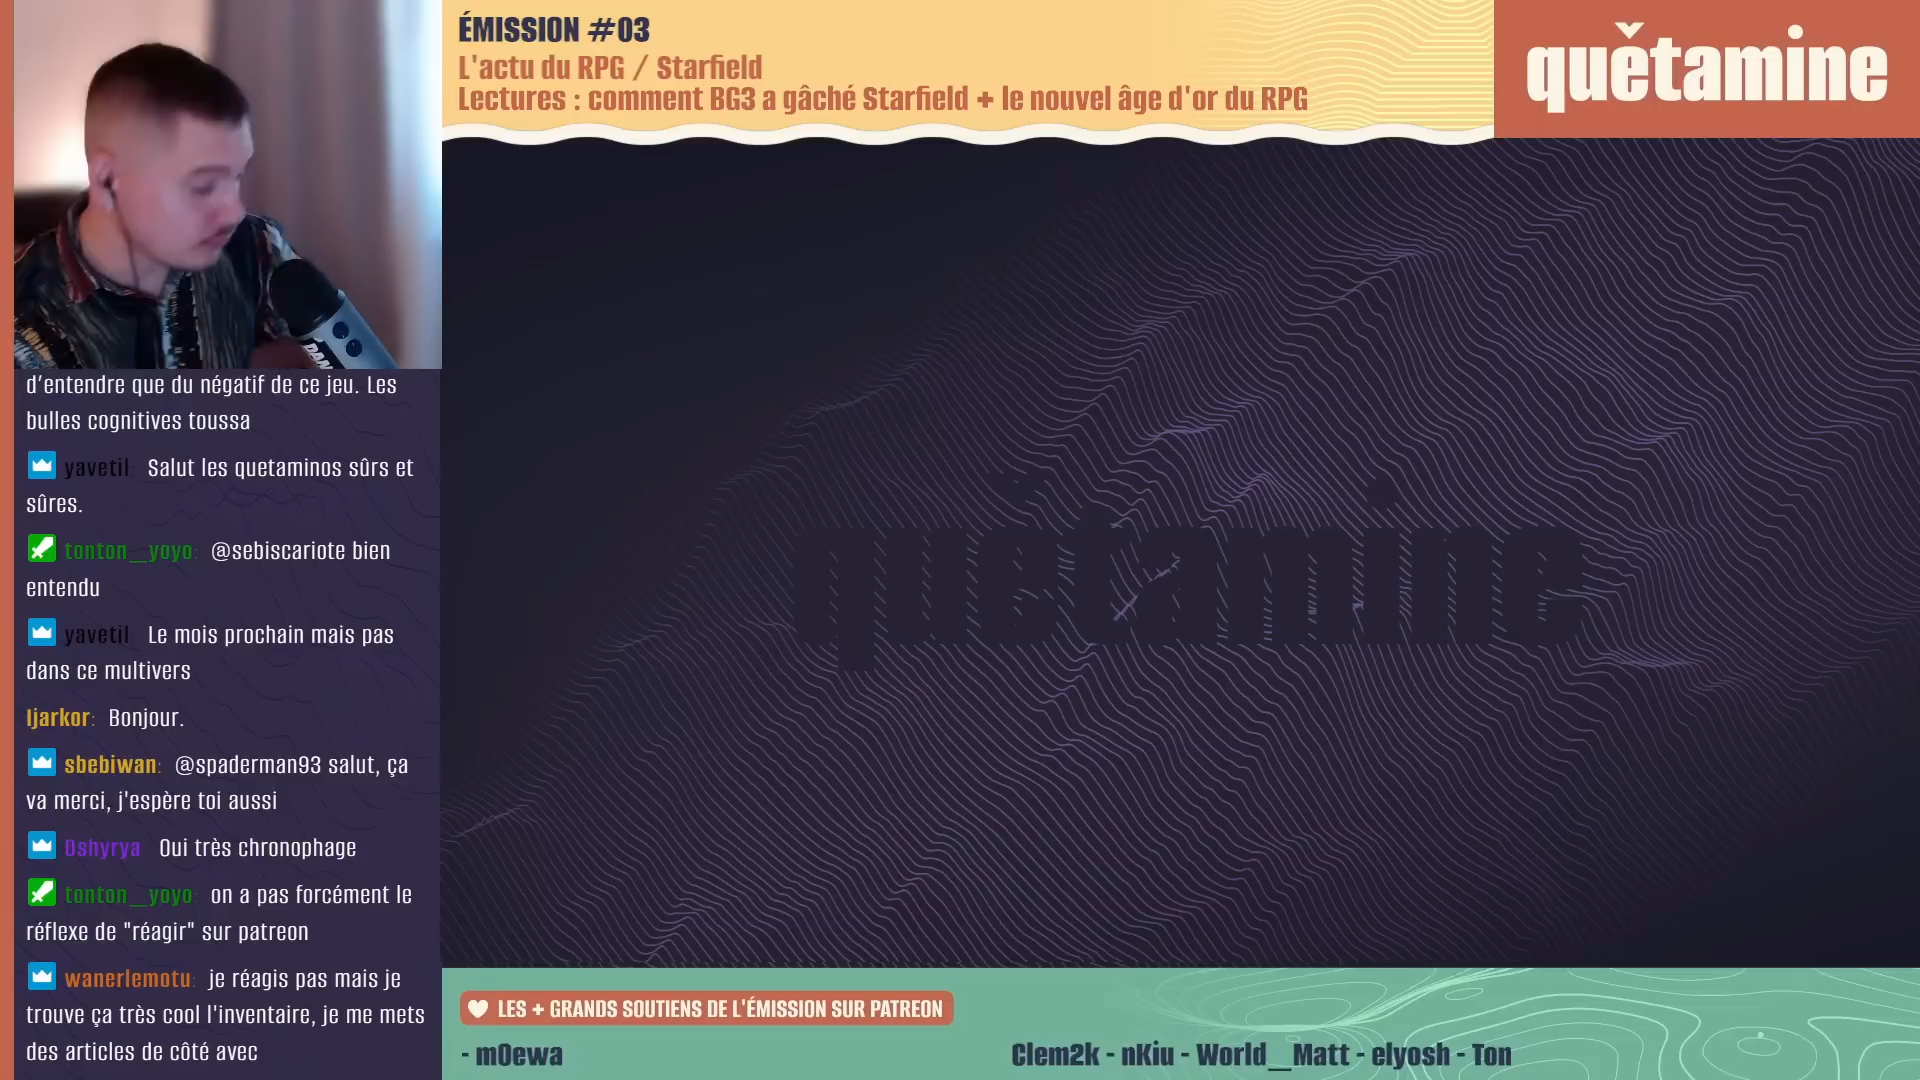 ÉMISSION #03
L'actu du RPG / Starfield
Lectures : comment BG3 a gâché Starfield + le nouvel âge d'or du RPG
quětamine
d'entendre que du négatif de ce jeu. Les
bulles cognitives toussa
yavetil: Salut les quetaminos sûrs et
sûres.
tonton__yoyo: @sebiscariote bien
entendu
yavetil: Le mois prochain mais pas
dans ce multivers
Ijarkor: Bonjour.
sbebiwan: @spaderman93 salut, ça
va merci, j'espère toi aussi
Oshyrya Oui très chronophage
tonton__yoyo: on a pas forcément le
réflexe de "réagir" sur patreon
wanerlemotu: je réagis pas mais je
trouve ça très cool l'inventaire, je me mets
des articles de côté avec
quětamine
LES + GRANDS SOUTIENS DE L'ÉMISSION SUR PATREON
- m0ewa Clem2k - nKiu - World__Matt - elyosh - Ton